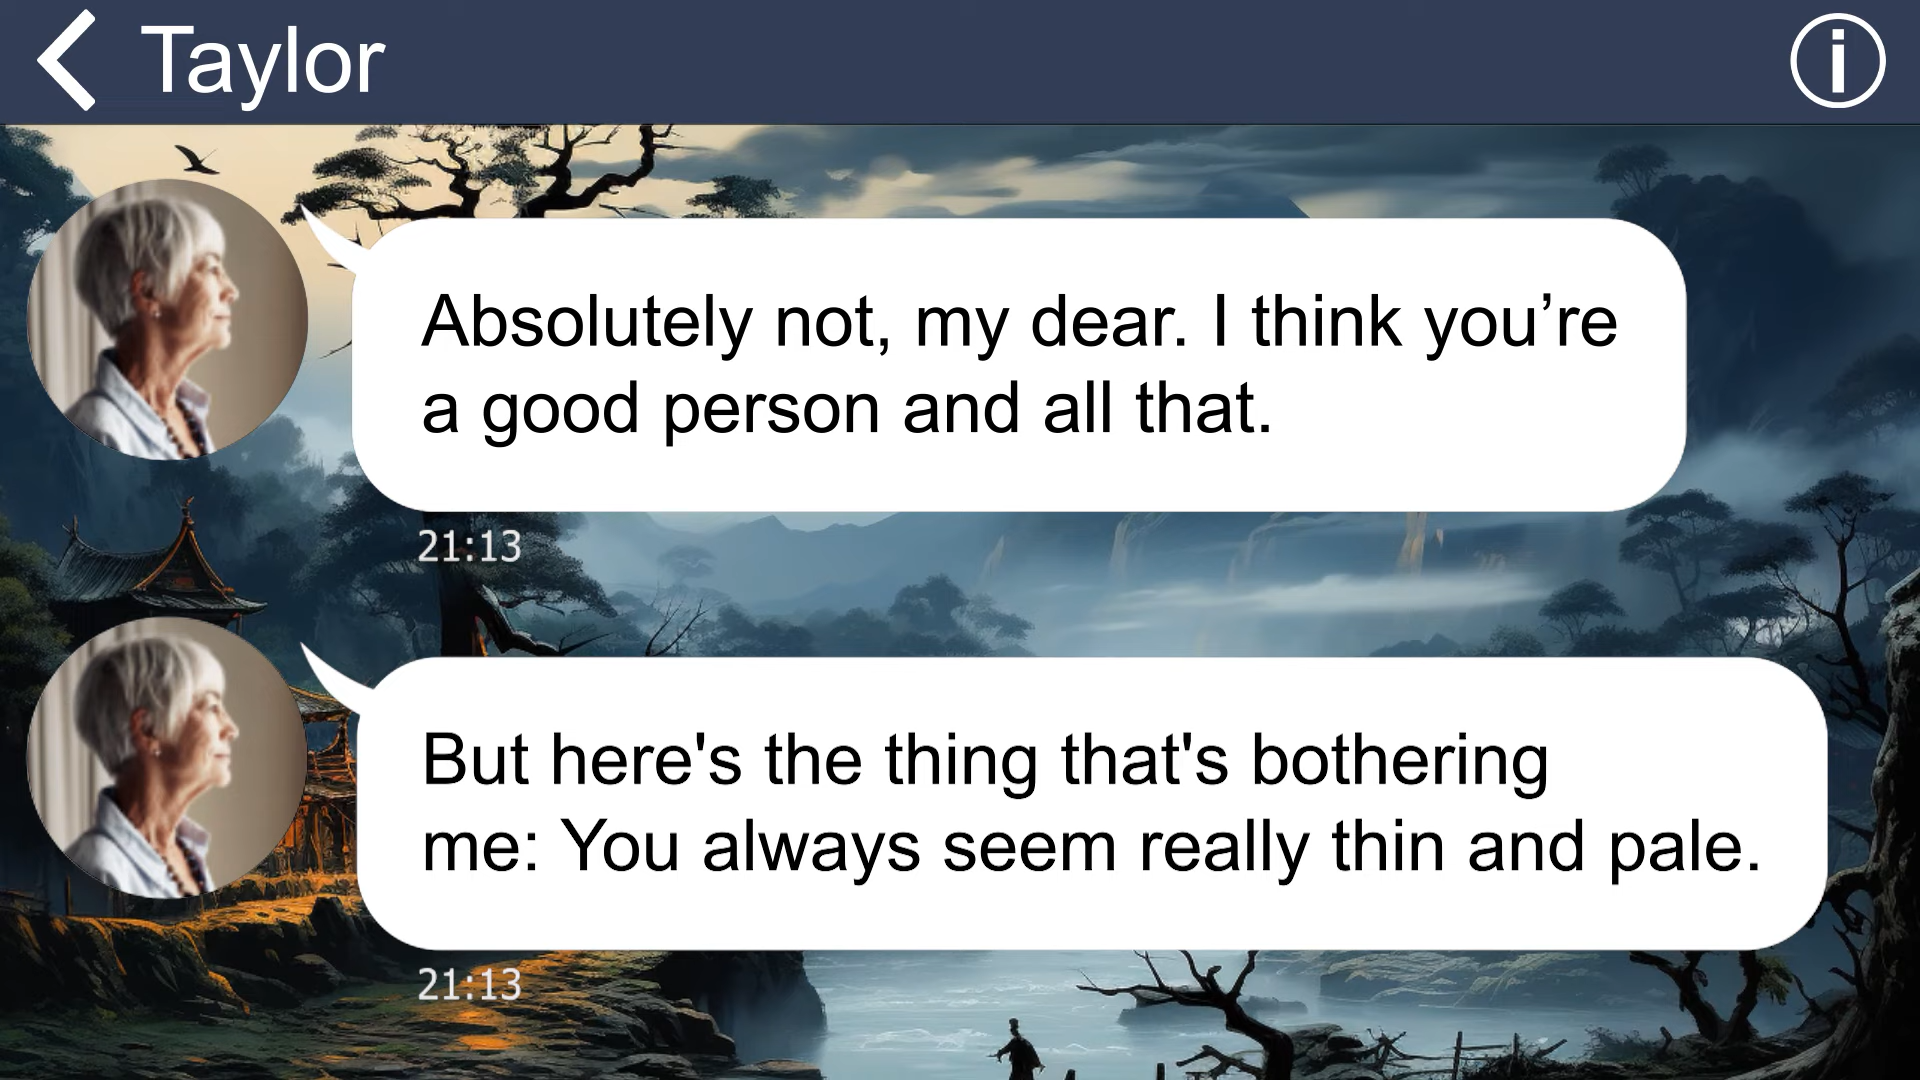 Taylor
Absolutely not, my dear. I think you’re
a good person and all that.
21:13
But here's the thing that's bothering
me: You always seem really thin and pale.
21:13